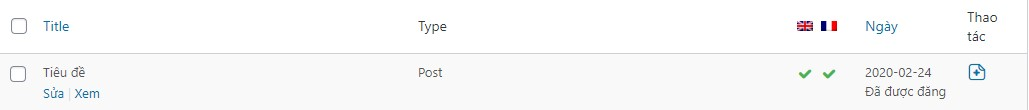 Title Type Ngày Thao tác
Tiêu đề Post 2020-02-24
Sửa | Xem Đã được đăng